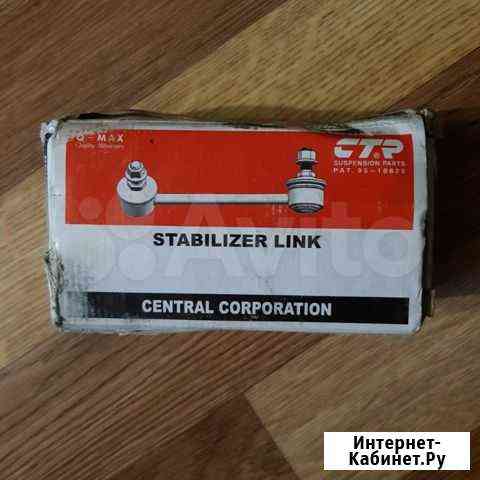 Q-MAX
CTR
SUSPENSION PARTS
STABILIZER LINK
Avito
CENTRAL CORPORATION
Интернет-
Кабинет.Ру